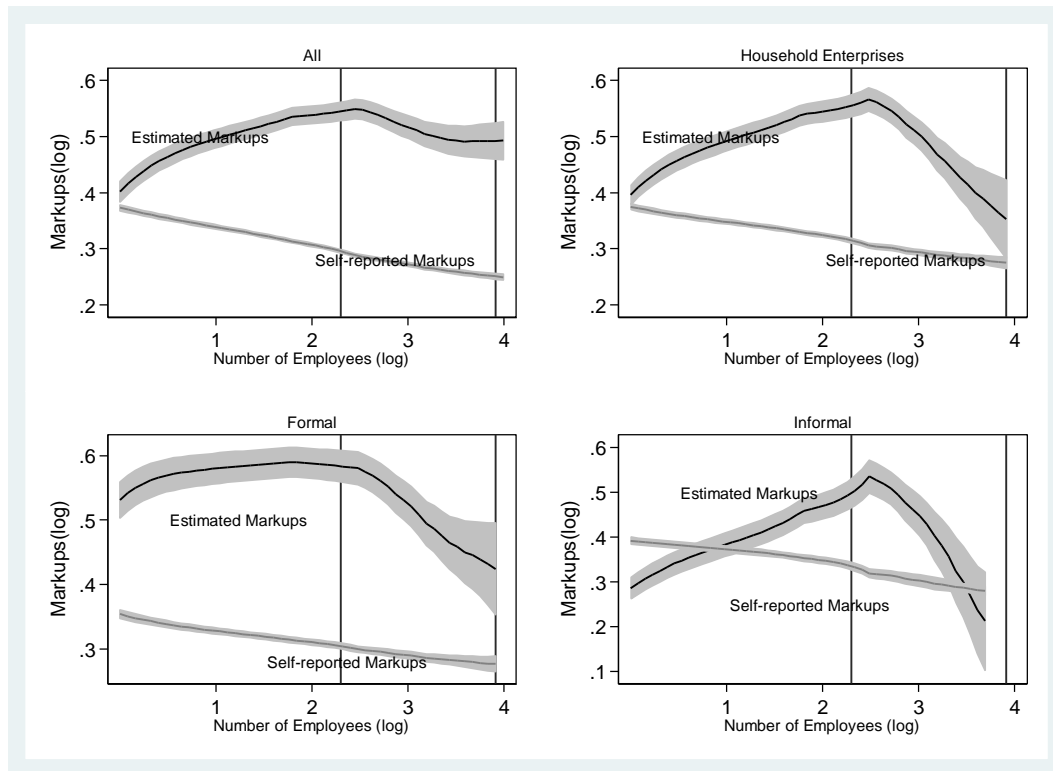 All
Markups(log)
.6
.5
.4
.3
.2
Estimated Markups
Self-reported Markups
1 2 3 4
Number of Employees (log)
Household Enterprises
Markups(log)
.6
.5
.4
.3
.2
Estimated Markups
Self-reported Markups
1 2 3 4
Number of Employees (log)
Formal
Markups(log)
.6
.5
.4
.3
Estimated Markups
Self-reported Markups
1 2 3 4
Number of Employees (log)
Informal
Markups(log)
.6
.5
.4
.3
.2
.1
Estimated Markups
Self-reported Markups
1 2 3 4
Number of Employees (log)